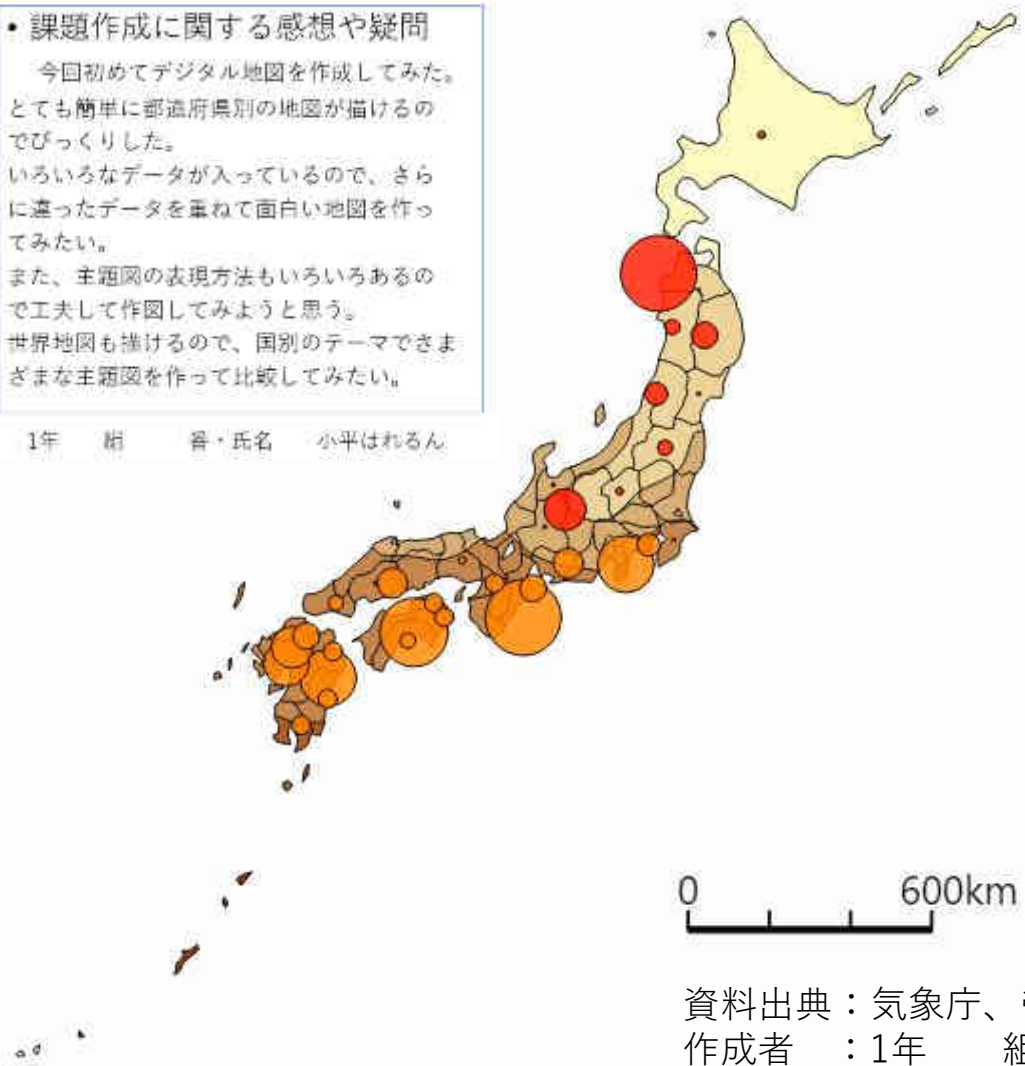 ・課題作成に関する感想や疑問
今回初めてデジタル地図を作成してみた。
とても簡単に都道府県別の地図が描けるの
でびっくりした。
いろいろなデータが入っているので、さら
に違ったデータを重ねて面白い地図を作っ
てみたい。
また、主題図の表現方法もいろいろあるの
で工夫して作図してみようと思う。
世界地図も描けるので、国別のテーマでさま
ざまな主題図を作って比較してみたい。
1年 組 番・氏名 小平はれるん
0 600km
資料出典：気象庁、
作成者 ：1年 組